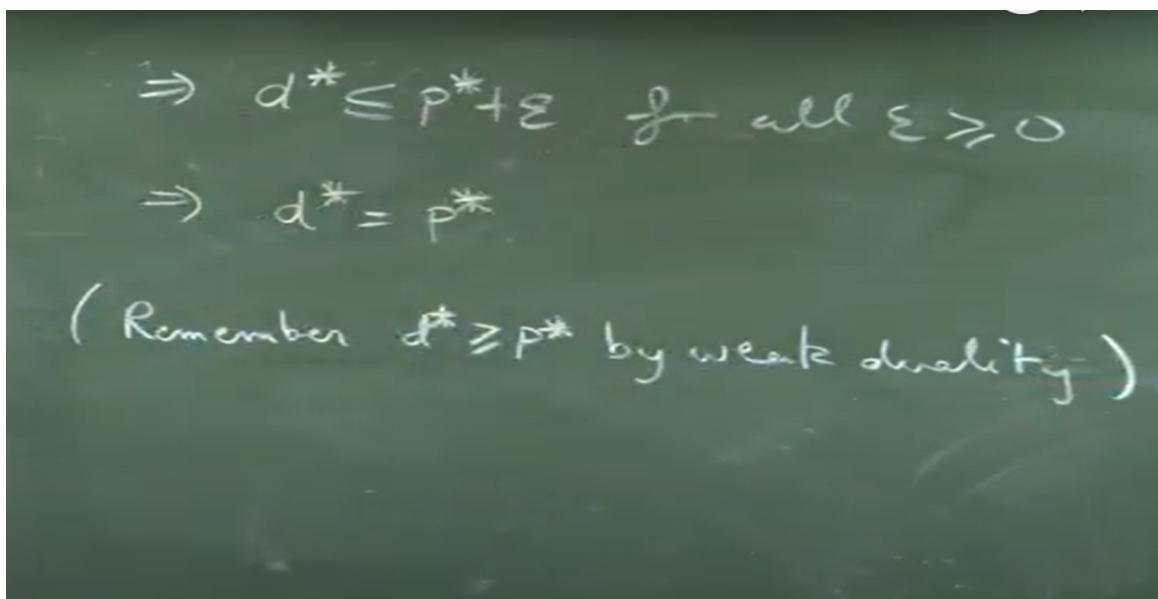 ⇒ d* ≤ p*+ε for all ε ≥ 0
⇒ d* = p*
(Remember d* ≥ p* by weak duality)